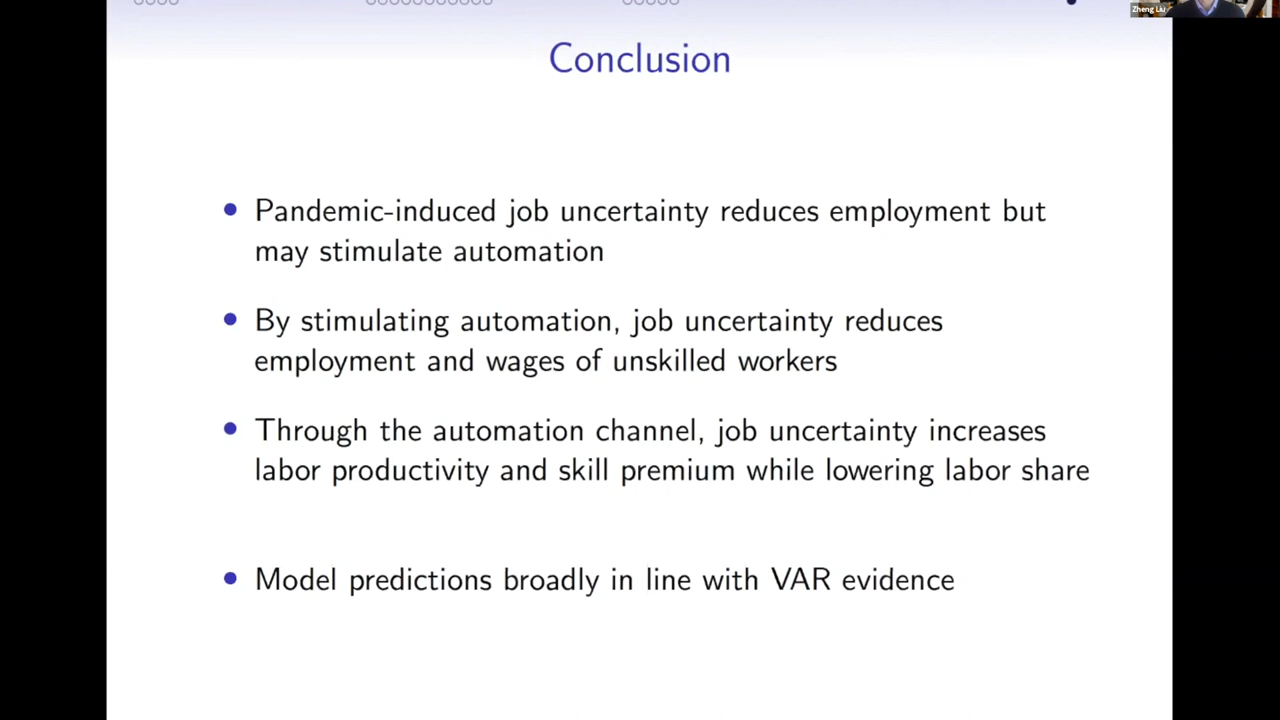 Zheng Liu
Conclusion
Pandemic-induced job uncertainty reduces employment but
may stimulate automation
By stimulating automation, job uncertainty reduces
employment and wages of unskilled workers
Through the automation channel, job uncertainty increases
labor productivity and skill premium while lowering labor share
Model predictions broadly in line with VAR evidence